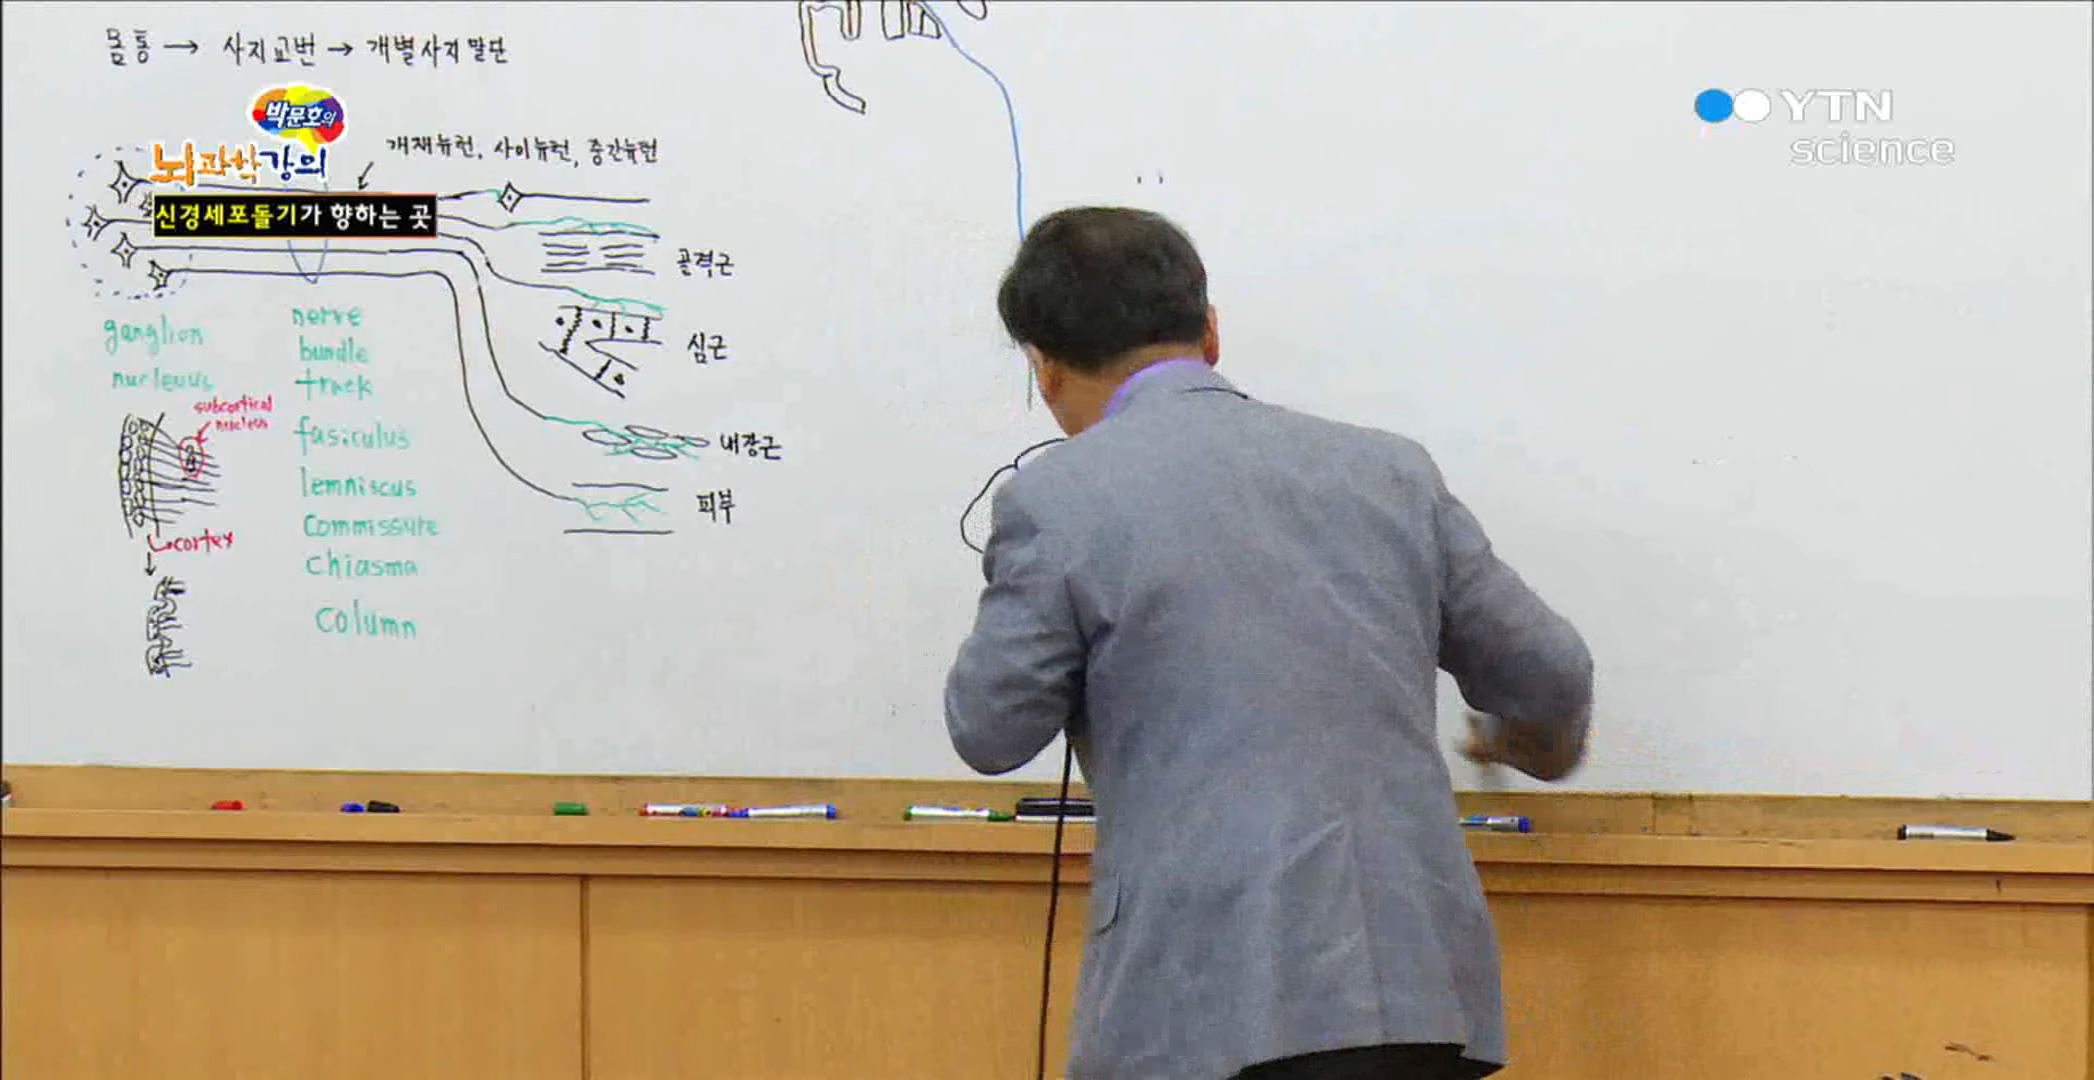 몸통 → 사지교번 → 개별사지말단
박문호의
뇌과학강의
신경세포돌기가 향하는 곳
개재뉴런, 사이뉴런, 중간뉴런
YTN
science
골격근
심근
내장근
피부
ganglion
nucleuus
subcortical
nucleus
cortex
nerve
bundle
track
fasiculus
lemniscus
commissure
chiasma
column